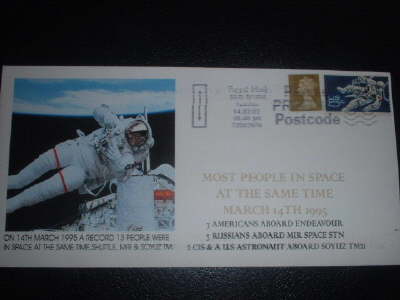 Royal Mail
Postcode
MOST PEOPLE IN SPACE
AT THE SAME TIME
MARCH 14TH 1995
7 AMERICANS ABOARD ENDEAVOUR
3 RUSSIANS ABOARD MIR SPACE STN
2 CIS & A U.S ASTRONAUT ABOARD SOYUZ TM21
ON 14TH MARCH 1995 A RECORD 13 PEOPLE WERE
IN SPACE AT THE SAME TIME, SHUTTLE, MIR & SOYUZ TM